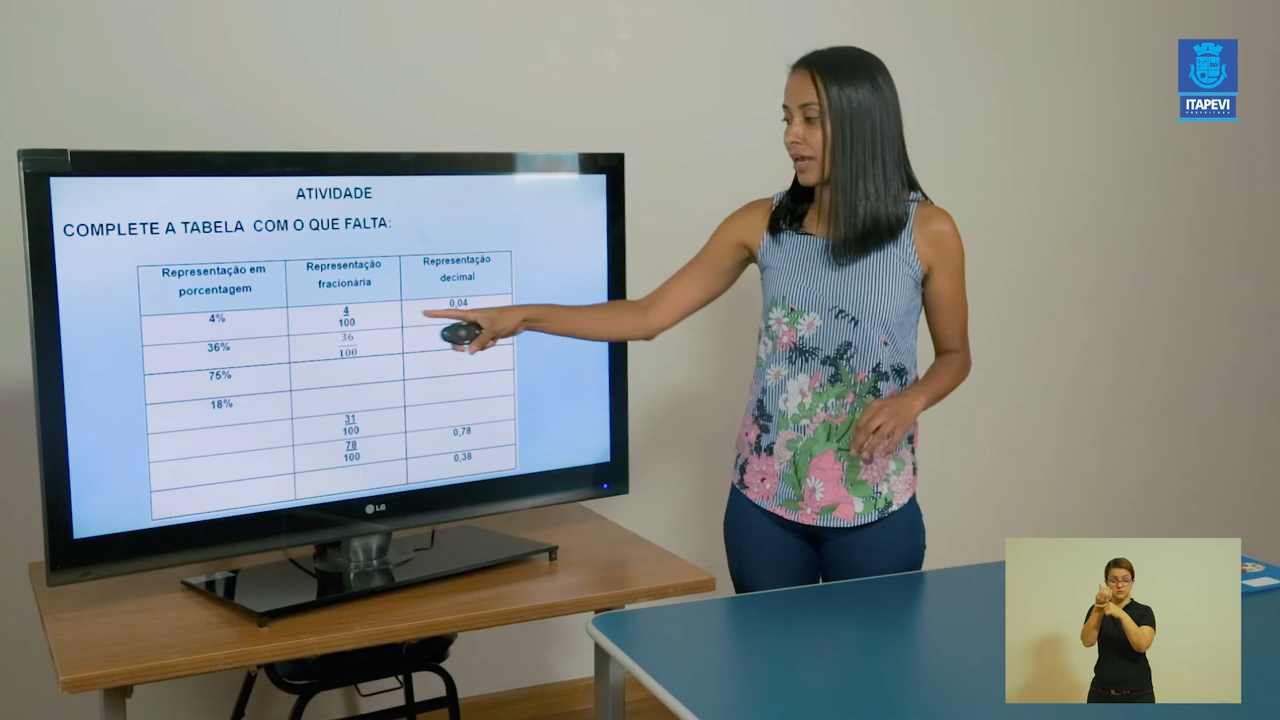 ITAPEVI
PREFEITURA
ATIVIDADE
COMPLETE A TABELA COM O QUE FALTA:
Representação em
porcentagem
Representação
fracionária
Representação
decimal
4%
4
100
0,04
36%
36
100
75%
18%
31
100
0,78
78
100
0,38
LG